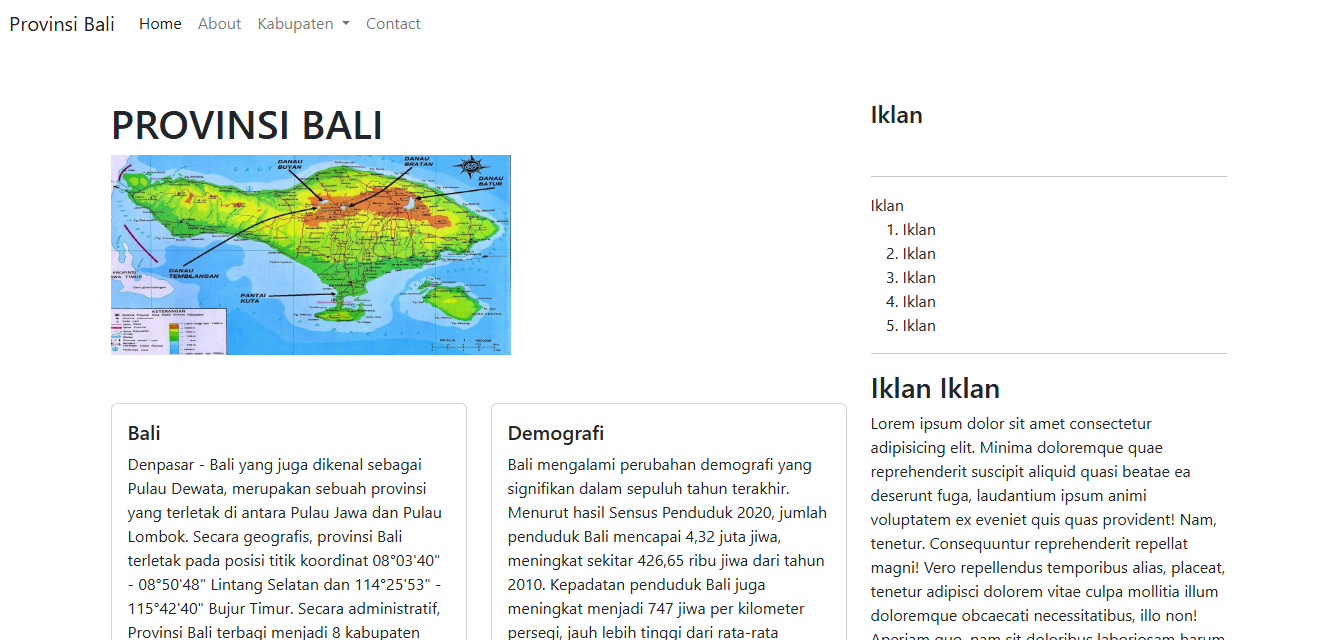 Provinsi Bali Home About Kabupaten Contact
PROVINSI BALI
DANAU
BUYAN
DANAU
BRATAN
DANAU
BATUR
DANAU
TEMBILANGAN
PANTAI
KUTA
KETERANGAN
Bali
Denpasar - Bali yang juga dikenal sebagai
Pulau Dewata, merupakan sebuah provinsi
yang terletak di antara Pulau Jawa dan Pulau
Lombok. Secara geografis, provinsi Bali
terletak pada posisi titik koordinat 08°03'40"
- 08°50'48" Lintang Selatan dan 114°25'53" -
115°42'40" Bujur Timur. Secara administratif,
Provinsi Bali terbagi menjadi 8 kabupaten
Demografi
Bali mengalami perubahan demografi yang
signifikan dalam sepuluh tahun terakhir.
Menurut hasil Sensus Penduduk 2020, jumlah
penduduk Bali mencapai 4,32 juta jiwa,
meningkat sekitar 426,65 ribu jiwa dari tahun
2010. Kepadatan penduduk Bali juga
meningkat menjadi 747 jiwa per kilometer
persegi, jauh lebih tinggi dari rata-rata
Iklan
Iklan
1. Iklan
2. Iklan
3. Iklan
4. Iklan
5. Iklan
Iklan Iklan
Lorem ipsum dolor sit amet consectetur
adipisicing elit. Minima doloremque quae
reprehenderit suscipit aliquid quasi beatae ea
deserunt fuga, laudantium ipsum animi
voluptatem ex eveniet quis quas provident! Nam,
tenetur. Consequuntur reprehenderit repellat
magni! Vero repellendus temporibus alias, placeat,
tenetur adipisci dolorem vitae culpa mollitia illum
doloremque obcaecati necessitatibus, illo non!
Aperiam quo, nam sit doloribus laboriosam harum